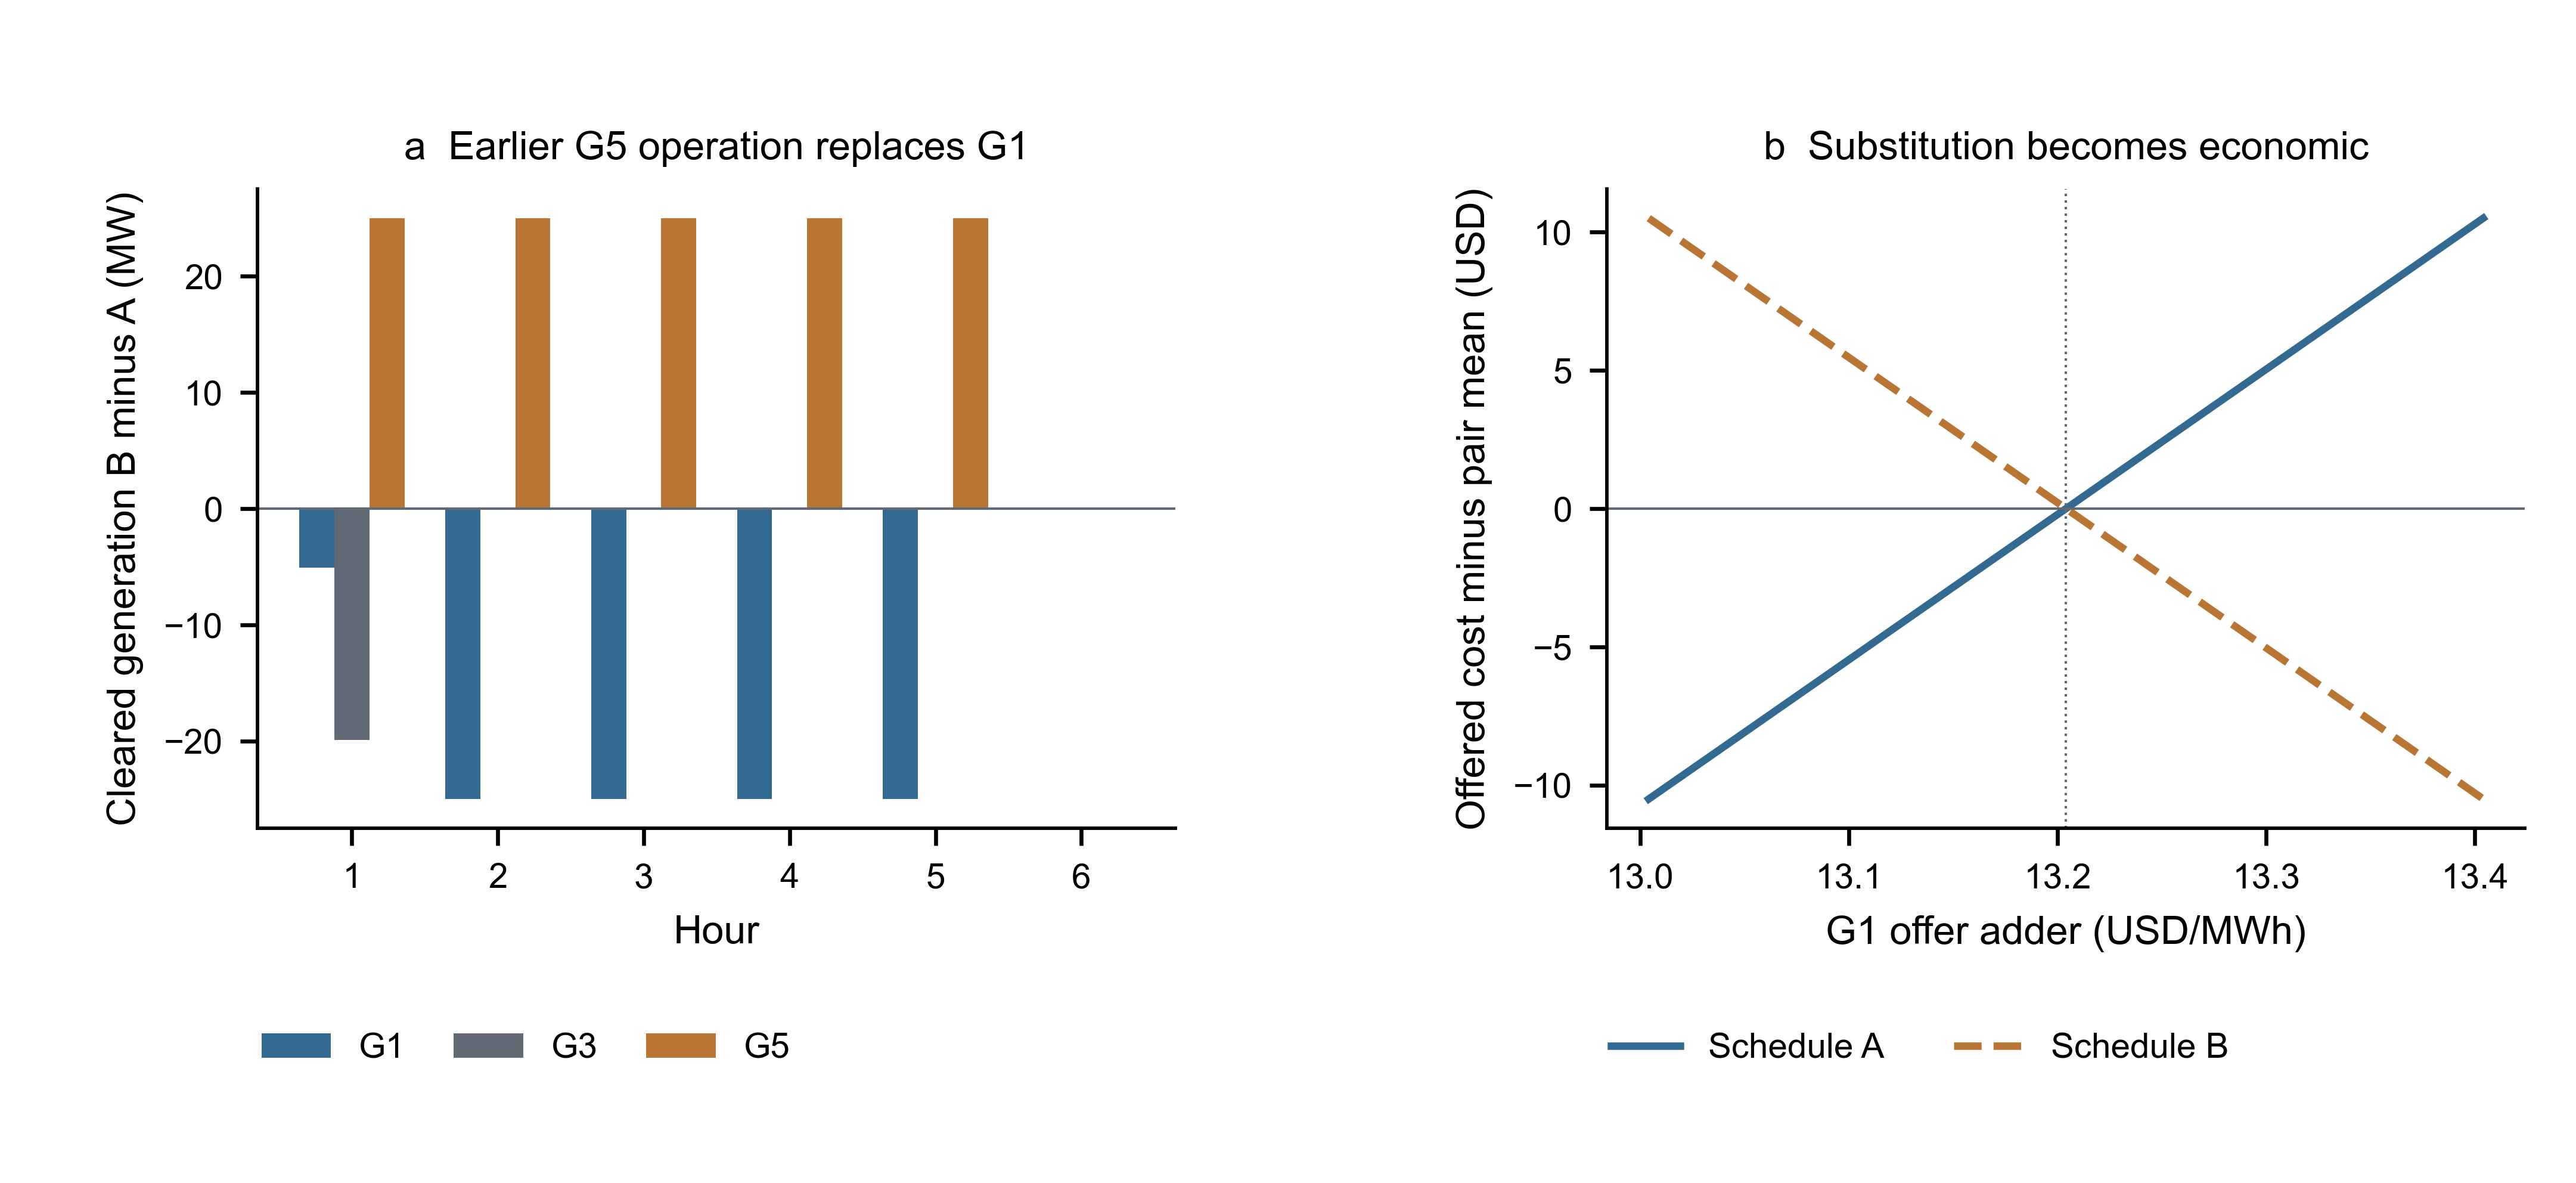 a Earlier G5 operation replaces G1
Cleared generation B minus A (MW)
20
10
0
−10
−20
1 2 3 4 5 6
Hour
G1 G3 G5
b Substitution becomes economic
Offered cost minus pair mean (USD)
10
5
0
−5
−10
13.0 13.1 13.2 13.3 13.4
G1 offer adder (USD/MWh)
Schedule A Schedule B